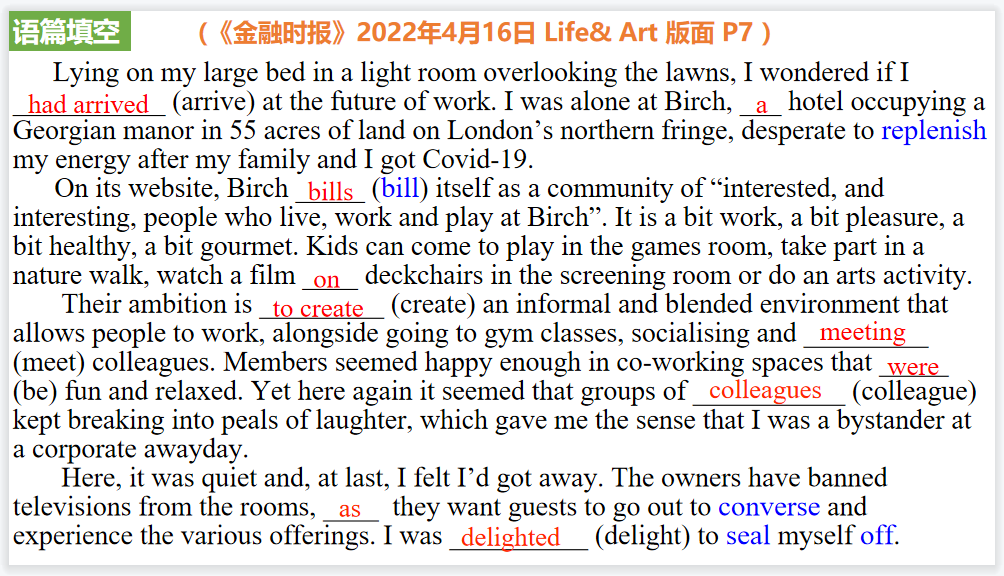 语篇填空 (《金融时报》2022年4月16日 Life& Art 版面 P7 )
Lying on my large bed in a light room overlooking the lawns, I wondered if I
had arrived (arrive) at the future of work. I was alone at Birch, a hotel occupying a
Georgian manor in 55 acres of land on London’s northern fringe, desperate to replenish
my energy after my family and I got Covid-19.
On its website, Birch bills (bill) itself as a community of “interested, and
interesting, people who live, work and play at Birch”. It is a bit work, a bit pleasure, a
bit healthy, a bit gourmet. Kids can come to play in the games room, take part in a
nature walk, watch a film on deckchairs in the screening room or do an arts activity.
Their ambition is to create (create) an informal and blended environment that
allows people to work, alongside going to gym classes, socialising and meeting
(meet) colleagues. Members seemed happy enough in co-working spaces that were
(be) fun and relaxed. Yet here again it seemed that groups of colleagues (colleague)
kept breaking into peals of laughter, which gave me the sense that I was a bystander at
a corporate awayday.
Here, it was quiet and, at last, I felt I’d got away. The owners have banned
televisions from the rooms, as they want guests to go out to converse and
experience the various offerings. I was delighted (delight) to seal myself off.